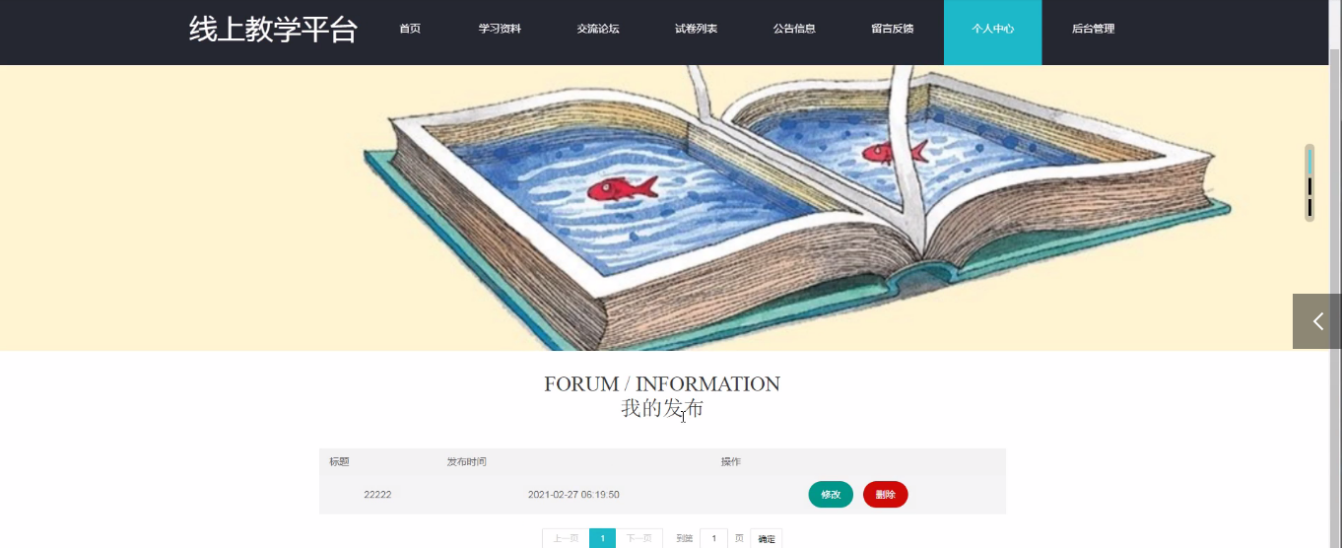 线上教学平台 首页 学习资料 交流论坛 试卷列表 公告信息 留言反馈 个人中心 后台管理
FORUM / INFORMATION
我的发布
标题 发布时间 操作
22222 2021-02-27 06:19:50 修改 删除
上一页 1 下一页 到第 1 页 确定